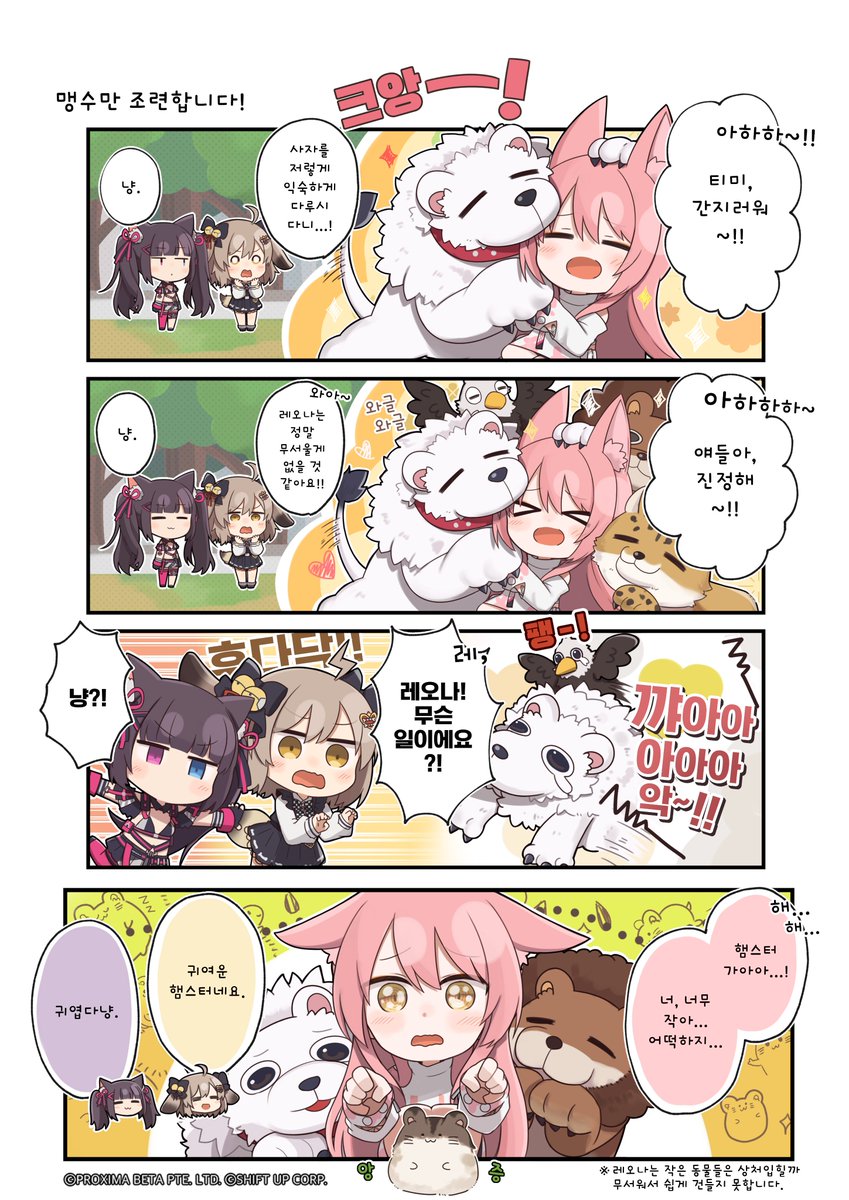 맹수만 조련합니다!
크앙ㅡ!
아하하~!!
티미,
간지러워
~!!
사자를
저렇게
익숙하게
다루시
다니...!
냥.
아하하하~
얘들아,
진정해
~!!
와글
와글
와아~
레오나는
정말
무서울게
없을 것
같아요!!
냥.
꺄아아
아아아
악~!!
팽-!
레오나!
무슨
일이에요
?!
후다닥!!
냥?!
해...
해...
햄스터
가아아...!
너, 너무
작아...
어떡하지...
귀여운
햄스터네요.
귀엽다냥.
앙 증
※레오나는 작은 동물들은 상처입힐까
무서워서 쉽게 건들지 못합니다.
©PROXIMA BETA PTE. LTD. ©SHIFT UP CORP.